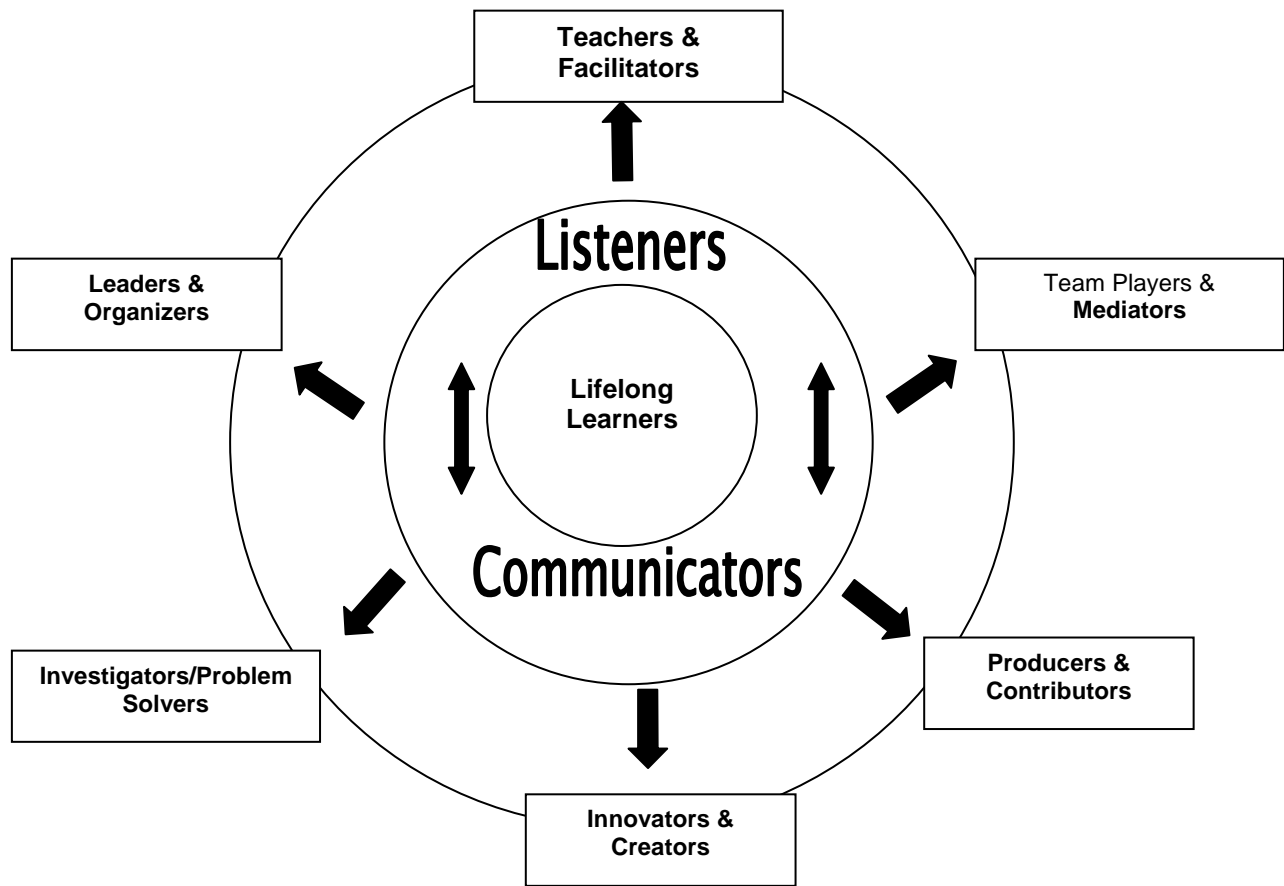 Teachers &
Facilitators
Listeners
Leaders &
Organizers
Team Players &
Mediators
Lifelong
Learners
Communicators
Investigators/Problem
Solvers
Producers &
Contributors
Innovators &
Creators